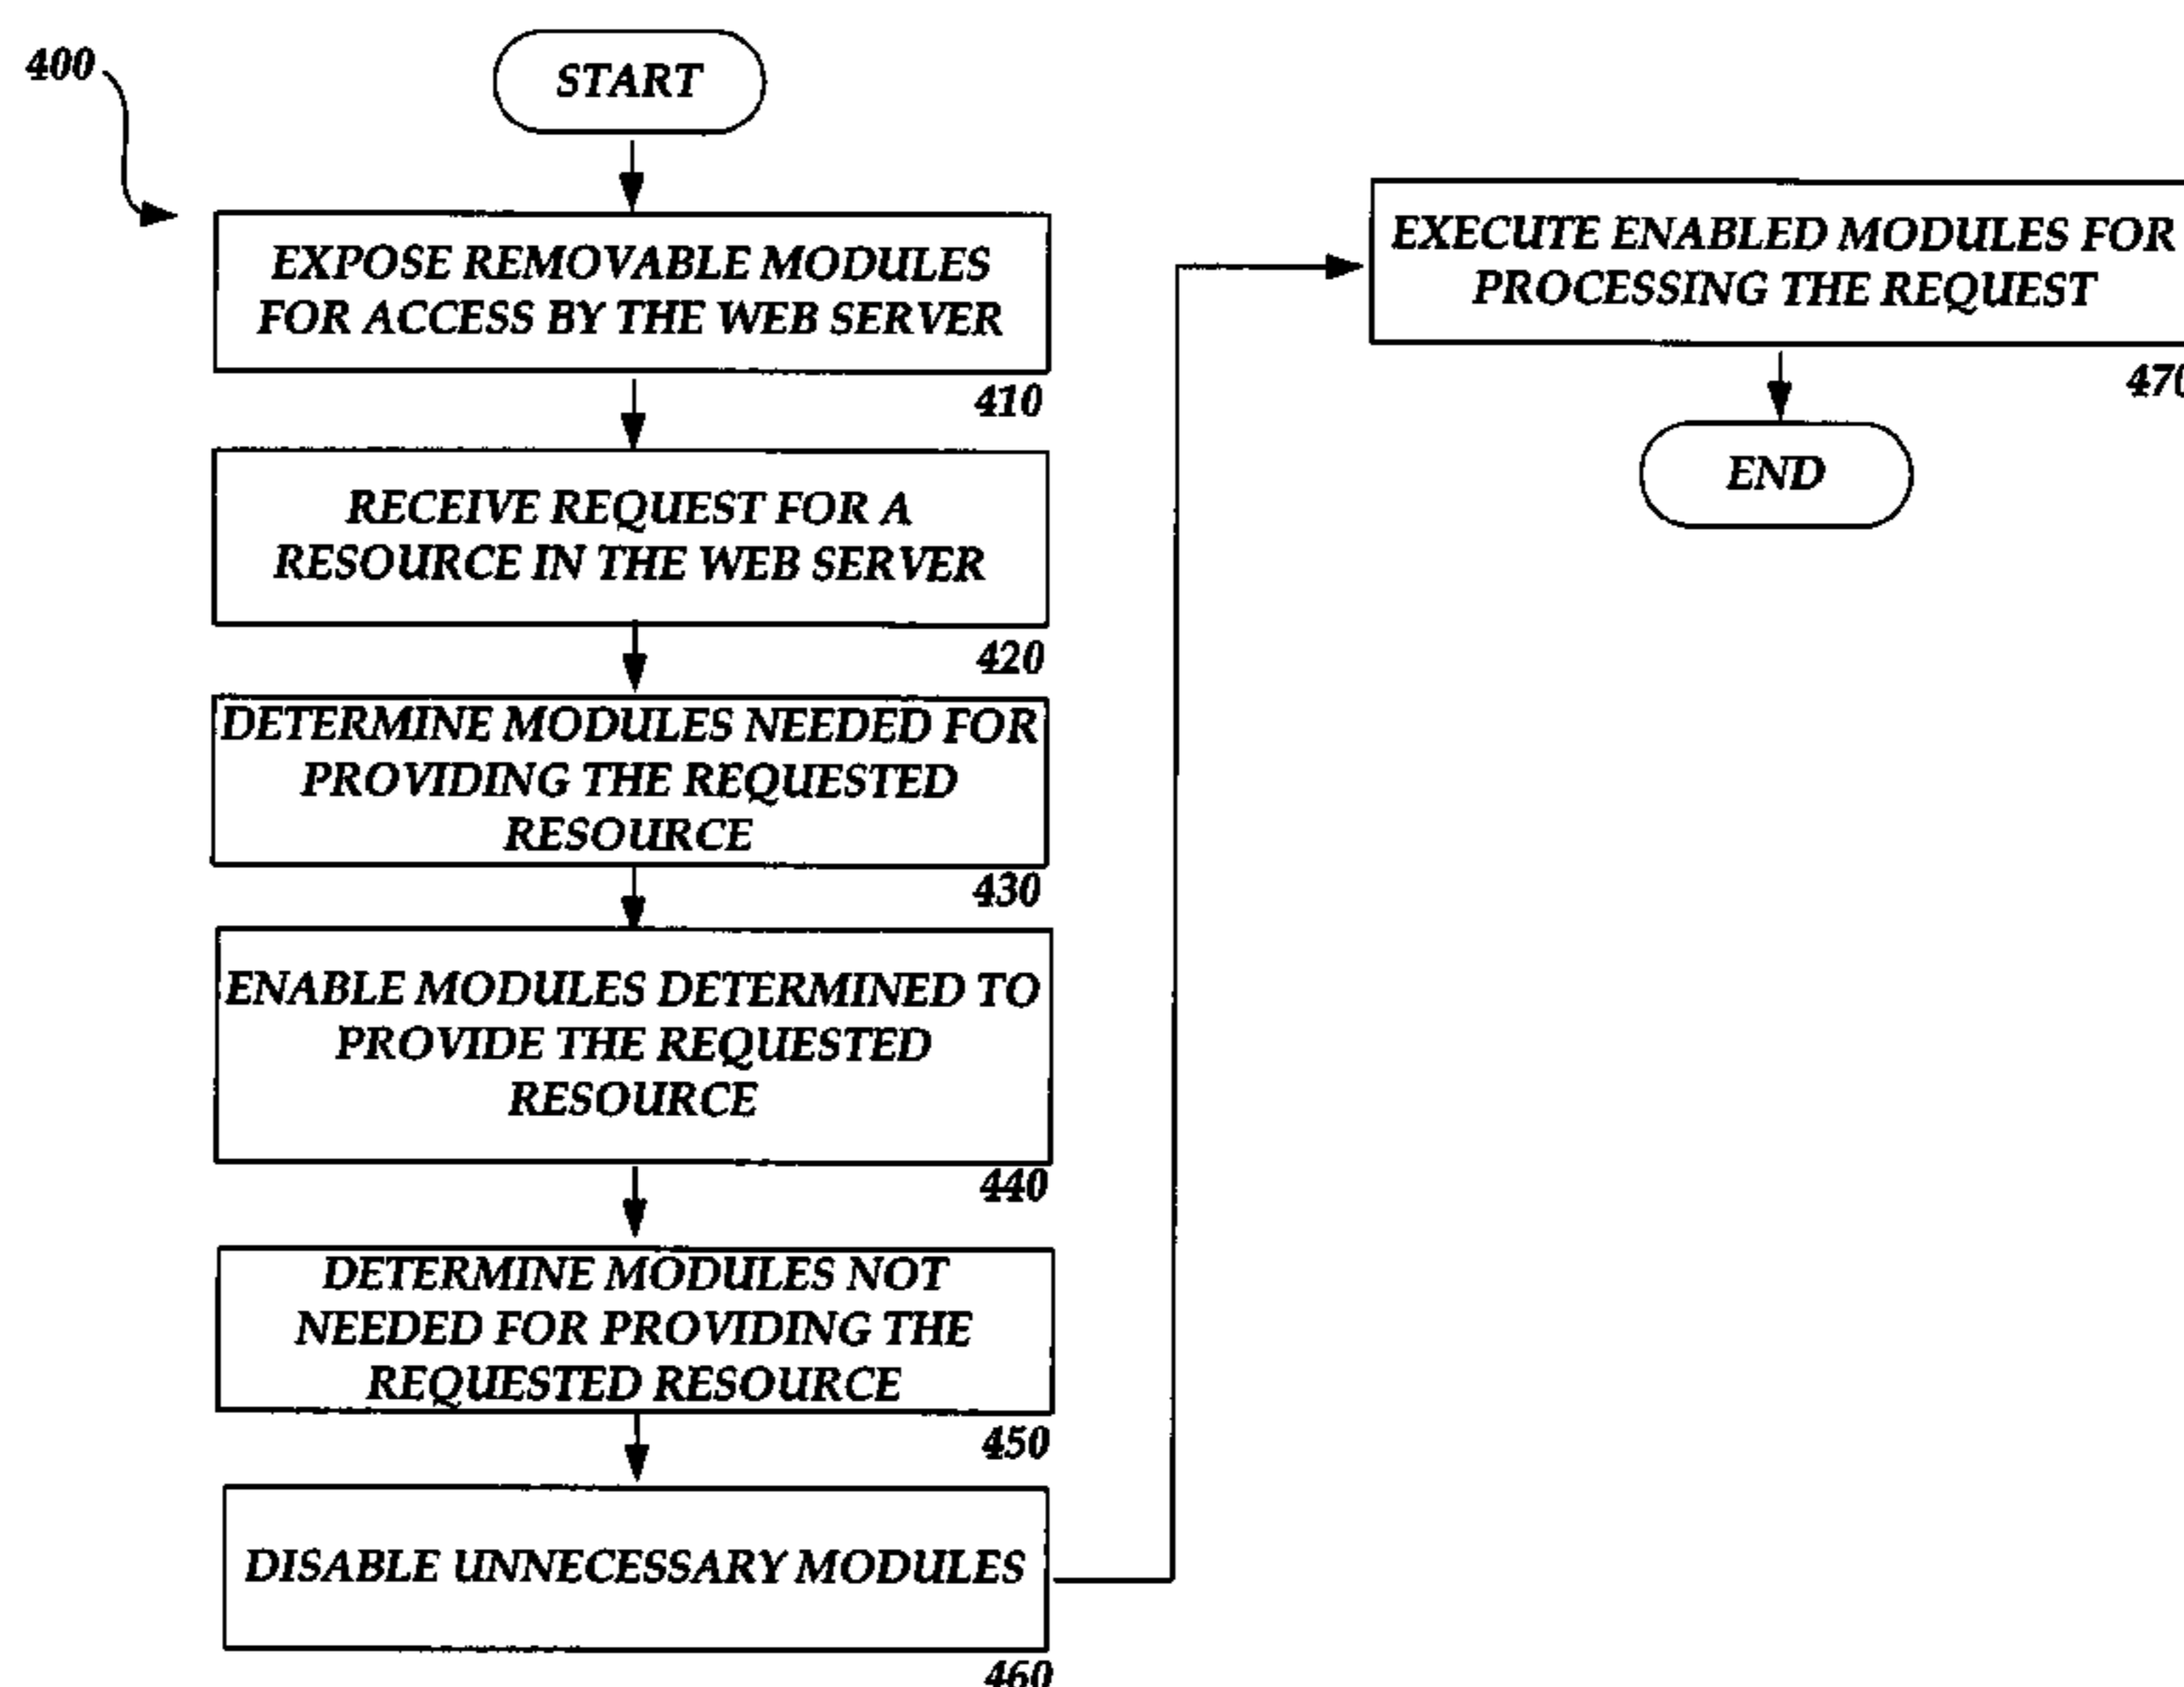 400
START
EXPOSE REMOVABLE MODULES
FOR ACCESS BY THE WEB SERVER
410
RECEIVE REQUEST FOR A
RESOURCE IN THE WEB SERVER
420
DETERMINE MODULES NEEDED FOR
PROVIDING THE REQUESTED
RESOURCE
430
ENABLE MODULES DETERMINED TO
PROVIDE THE REQUESTED
RESOURCE
440
DETERMINE MODULES NOT
NEEDED FOR PROVIDING THE
REQUESTED RESOURCE
450
DISABLE UNNECESSARY MODULES
460
EXECUTE ENABLED MODULES FOR
PROCESSING THE REQUEST
470
END